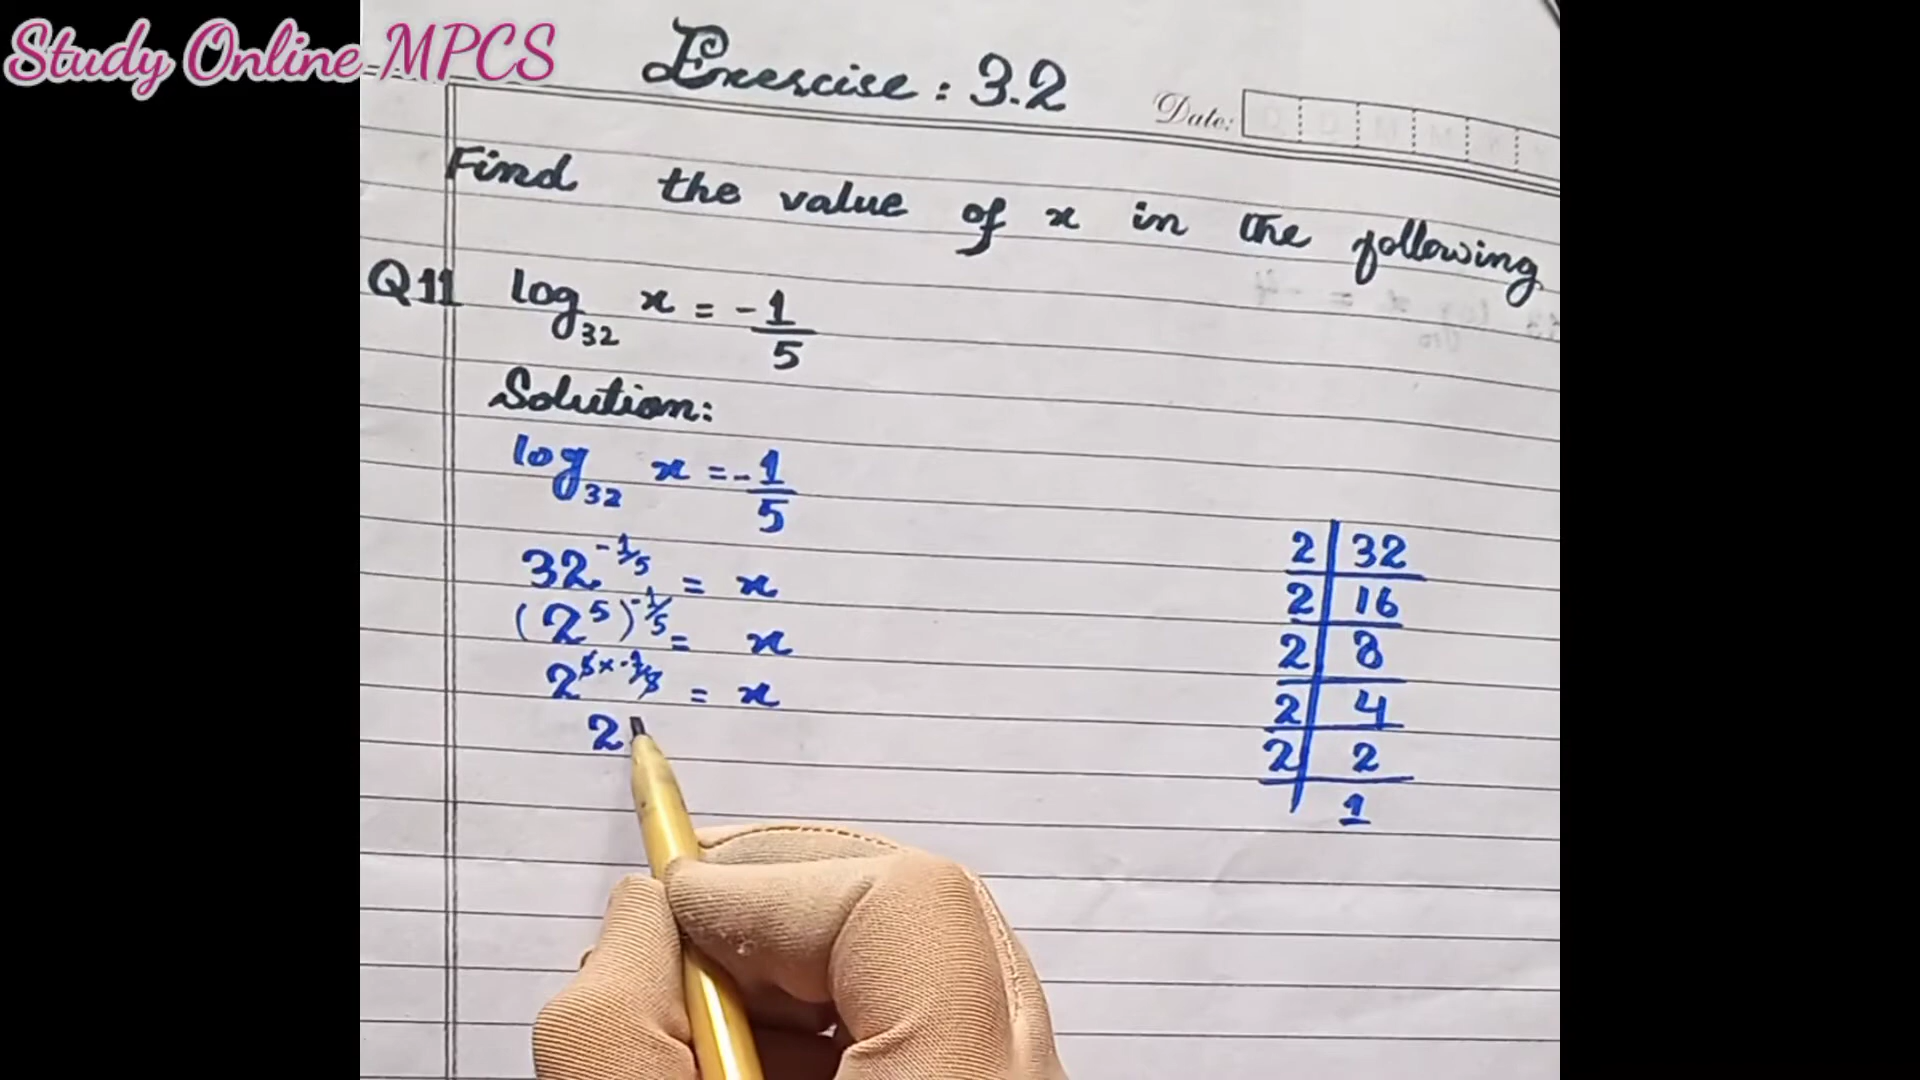 Study Online MPCS
Exercise : 3.2
Date:
Find the value of x in the following
Q11 log₃₂ x = -1/5
Solution:
log₃₂ x = -1/5
32^-1/5 = x
(2^5)^-1/5 = x
2^5x-1/5 = x
2
2 | 32
2 | 16
2 | 8
2 | 4
2 | 2
1